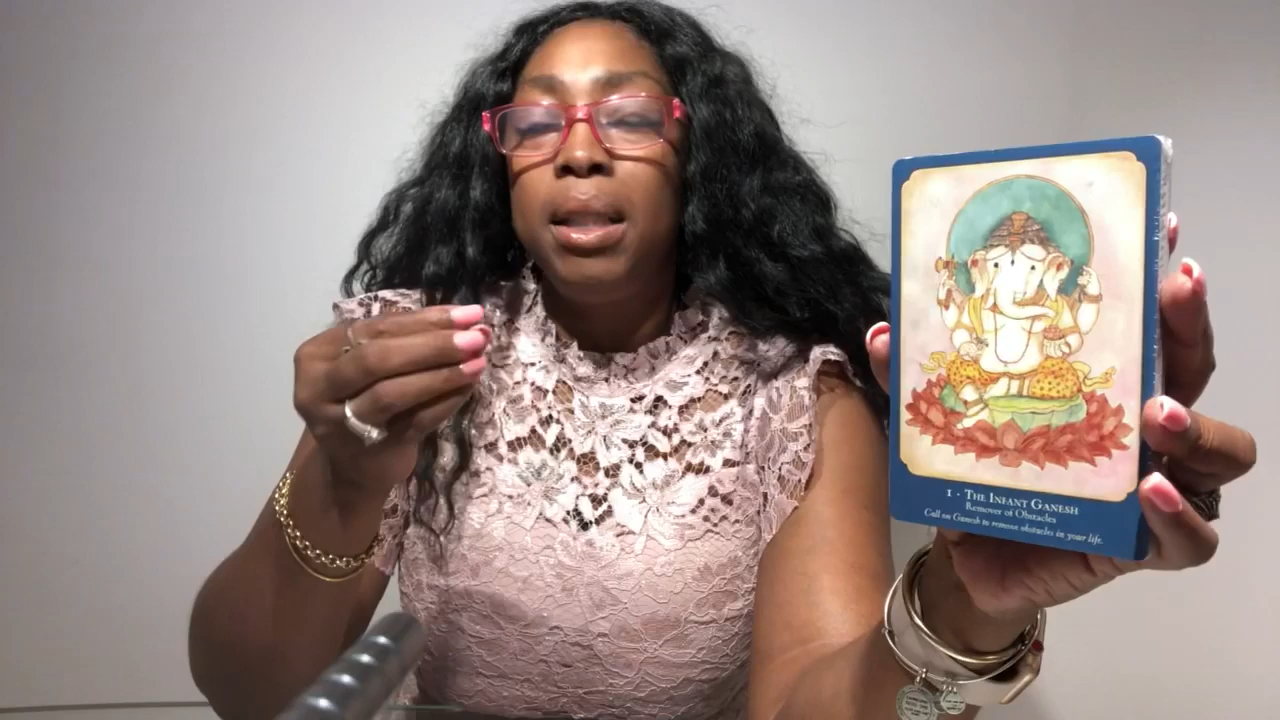 1 · The Infant Ganesh
Remover of Obstacles
Call on Ganesh to remove obstacles in your life.